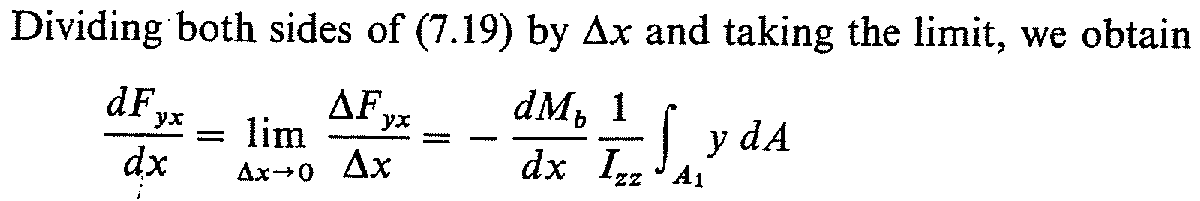 Dividing both sides of (7.19) by Δx and taking the limit, we obtain
dF_yx/dx = lim_{Δx→0} ΔF_yx/Δx = − dM_b/dx 1/I_zz ∫_{A_1} y dA